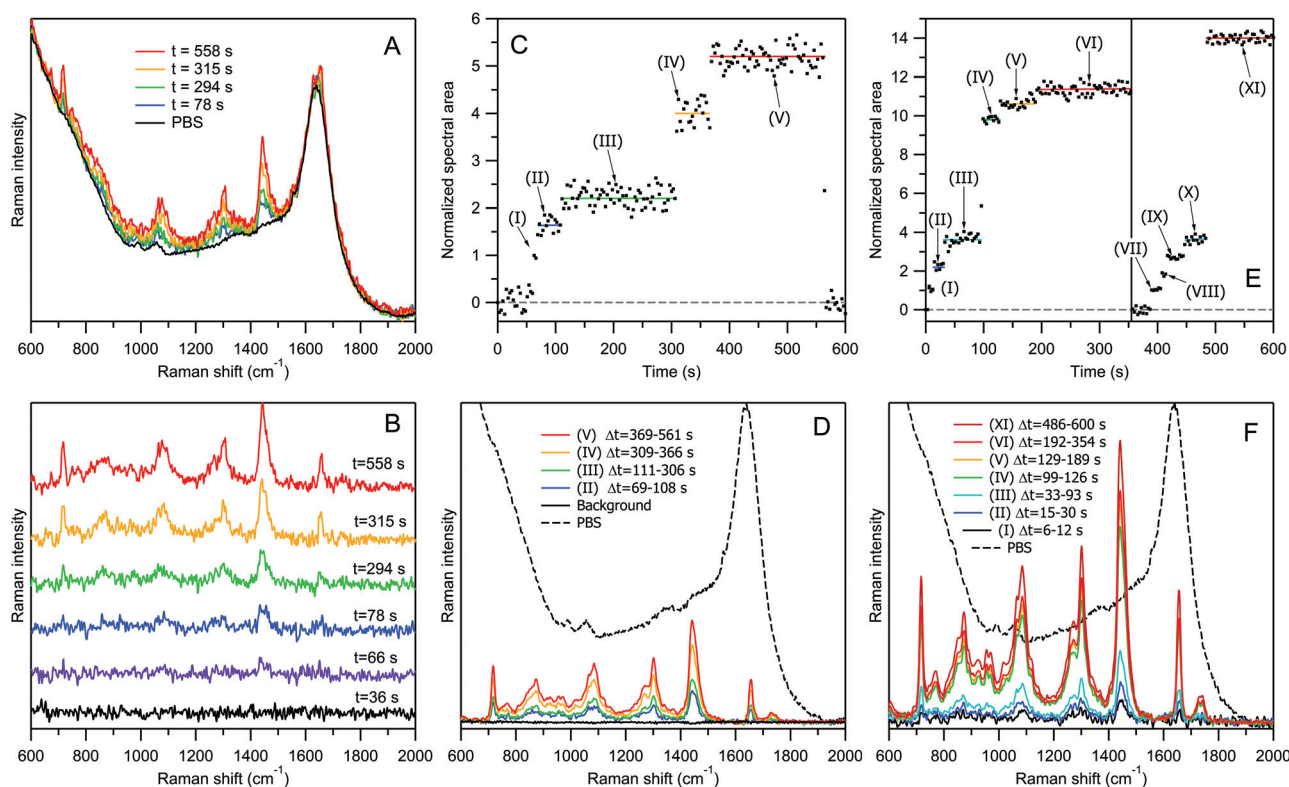 A
t = 558 s
t = 315 s
t = 294 s
t = 78 s
PBS
Raman intensity
600 800 1000 1200 1400 1600 1800 2000
Raman shift (cm-1)
C
Normalized spectral area
6
5
4
3
2
1
0
(I)
(II)
(III)
(IV)
(V)
0 100 200 300 400 500 600
Time (s)
E
Normalized spectral area
14
12
10
8
6
4
2
0
(I)
(II)
(III)
(IV)
(V)
(VI)
(VII)
(VIII)
(IX)
(X)
(XI)
0 100 200 300 400 500 600
Time (s)
B
Raman intensity
t=558 s
t=315 s
t=294 s
t=78 s
t=66 s
t=36 s
600 800 1000 1200 1400 1600 1800 2000
Raman shift (cm-1)
D
Raman intensity
(V) Δt=369-561 s
(IV) Δt=309-366 s
(III) Δt=111-306 s
(II) Δt=69-108 s
Background
PBS
600 800 1000 1200 1400 1600 1800 2000
Raman shift (cm-1)
F
Raman intensity
(XI) Δt=486-600 s
(VI) Δt=192-354 s
(V) Δt=129-189 s
(IV) Δt=99-126 s
(III) Δt=33-93 s
(II) Δt=15-30 s
(I) Δt=6-12 s
PBS
600 800 1000 1200 1400 1600 1800 2000
Raman shift (cm-1)